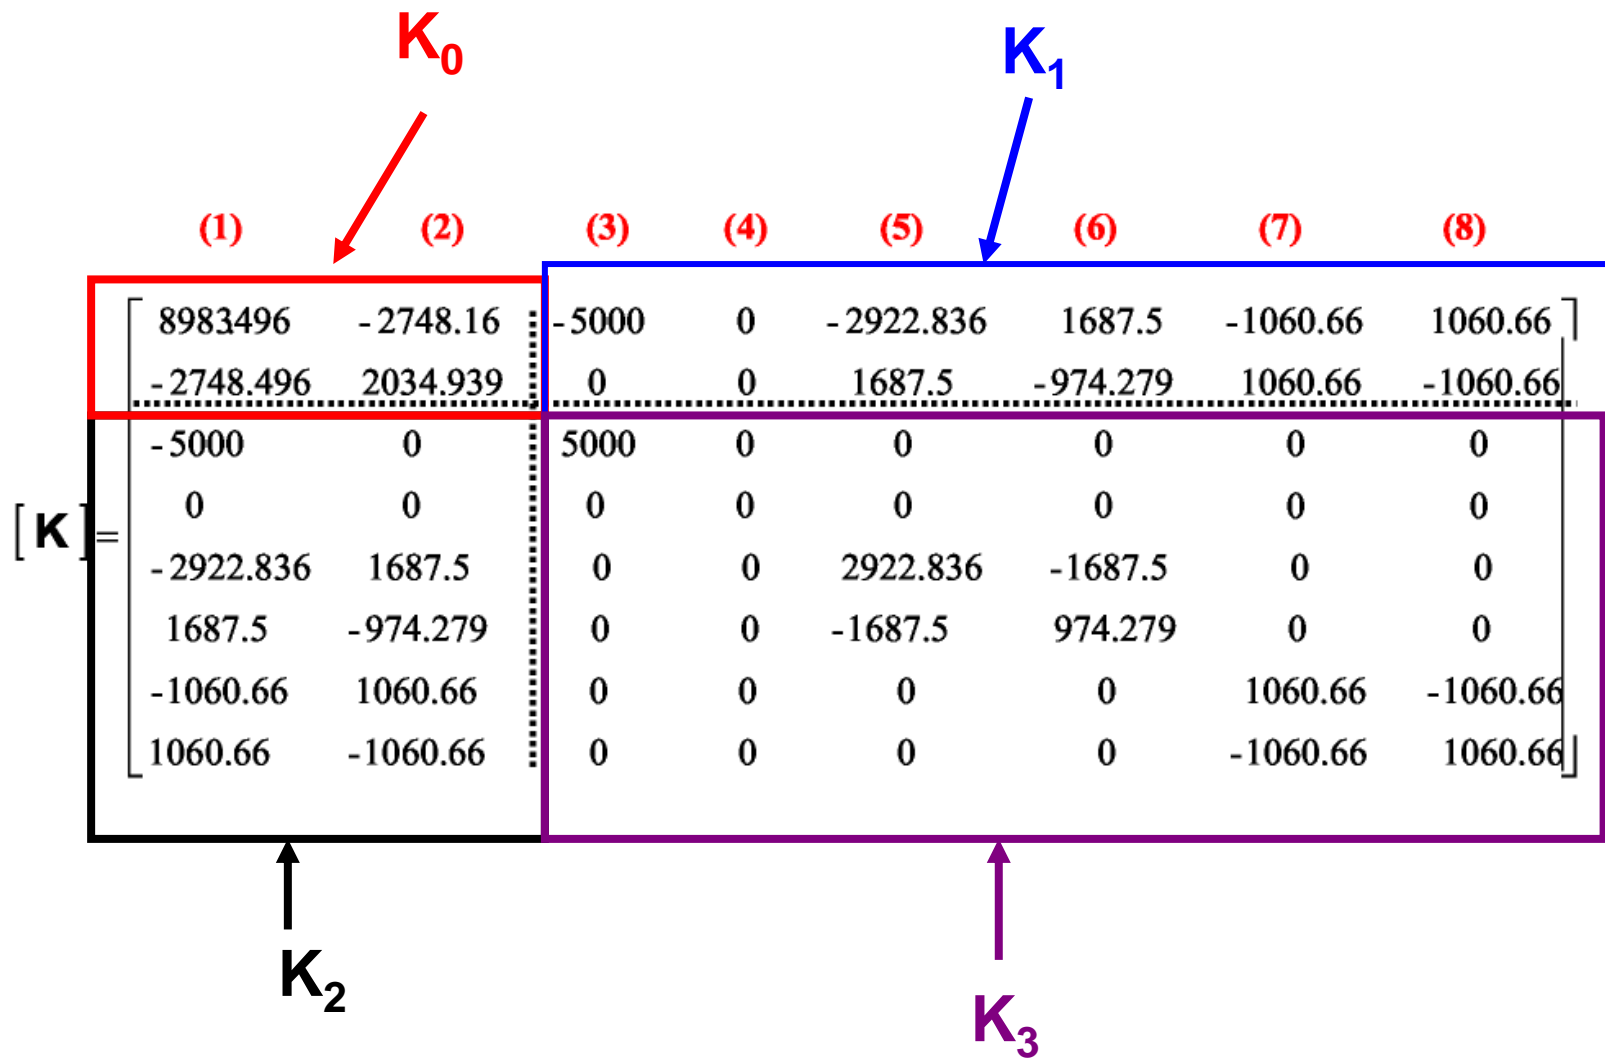 K0
K1
(1) (2) (3) (4) (5) (6) (7) (8)
8983.496 -2748.16 -5000 0 -2922.836 1687.5 -1060.66 1060.66
-2748.496 2034.939 0 0 1687.5 -974.279 1060.66 -1060.66
-5000 0 5000 0 0 0 0 0
0 0 0 0 0 0 0 0
[K]=
-2922.836 1687.5 0 0 2922.836 -1687.5 0 0
1687.5 -974.279 0 0 -1687.5 974.279 0 0
-1060.66 1060.66 0 0 0 0 1060.66 -1060.66
1060.66 -1060.66 0 0 0 0 -1060.66 1060.66
K2
K3